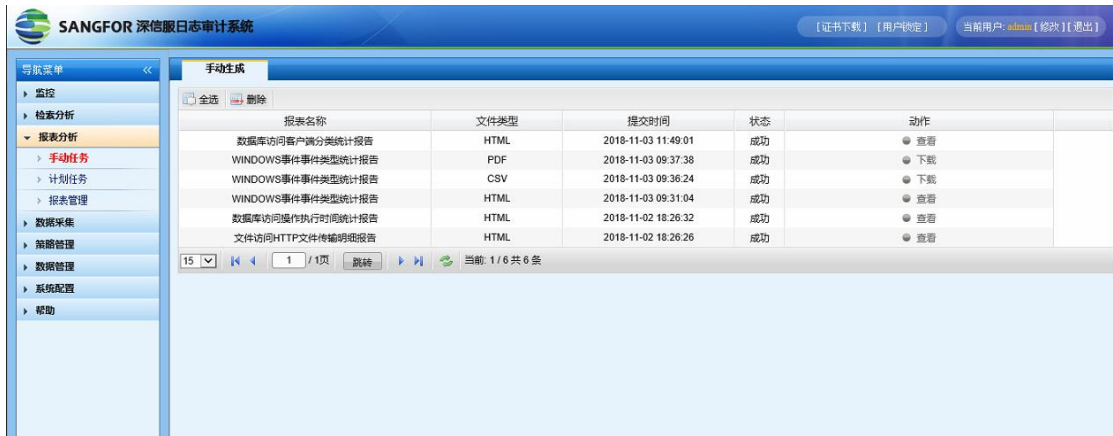 SANGFOR 深信服日志审计系统
[证书下载] [用户锁定] 当前用户:admin [修改][退出]
导航菜单
监控
检索分析
报表分析
手动任务
计划任务
报表管理
数据采集
策略管理
数据管理
系统配置
帮助
手动生成
全选 删除
报表名称 文件类型 提交时间 状态 动作
数据库访问客户端分类统计报告 HTML 2018-11-03 11:49:01 成功 查看
WINDOWS事件事件类型统计报告 PDF 2018-11-03 09:37:38 成功 下载
WINDOWS事件事件类型统计报告 CSV 2018-11-03 09:36:24 成功 下载
WINDOWS事件事件类型统计报告 HTML 2018-11-03 09:31:04 成功 查看
数据库访问操作执行时间统计报告 HTML 2018-11-02 18:26:32 成功 查看
文件访问HTTP文件传输明细报告 HTML 2018-11-02 18:26:26 成功 查看
15 1 / 1页 跳转 当前: 1 / 6 共 6 条